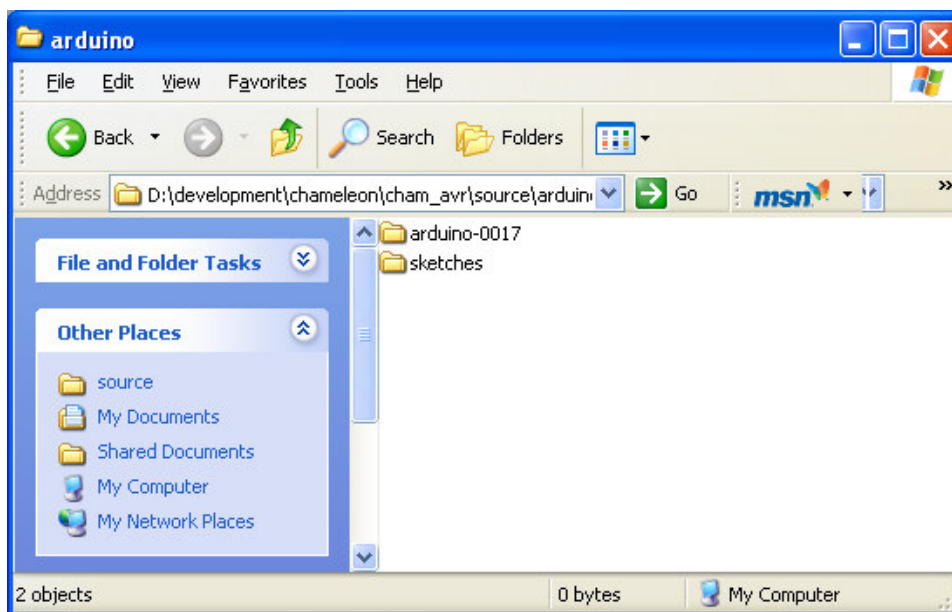 arduino
File Edit View Favorites Tools Help
Back Search Folders
Address D:\development\chameleon\cham_avr\source\arduin Go msn »
File and Folder Tasks
arduino-0017
sketches
Other Places
source
My Documents
Shared Documents
My Computer
My Network Places
2 objects 0 bytes My Computer